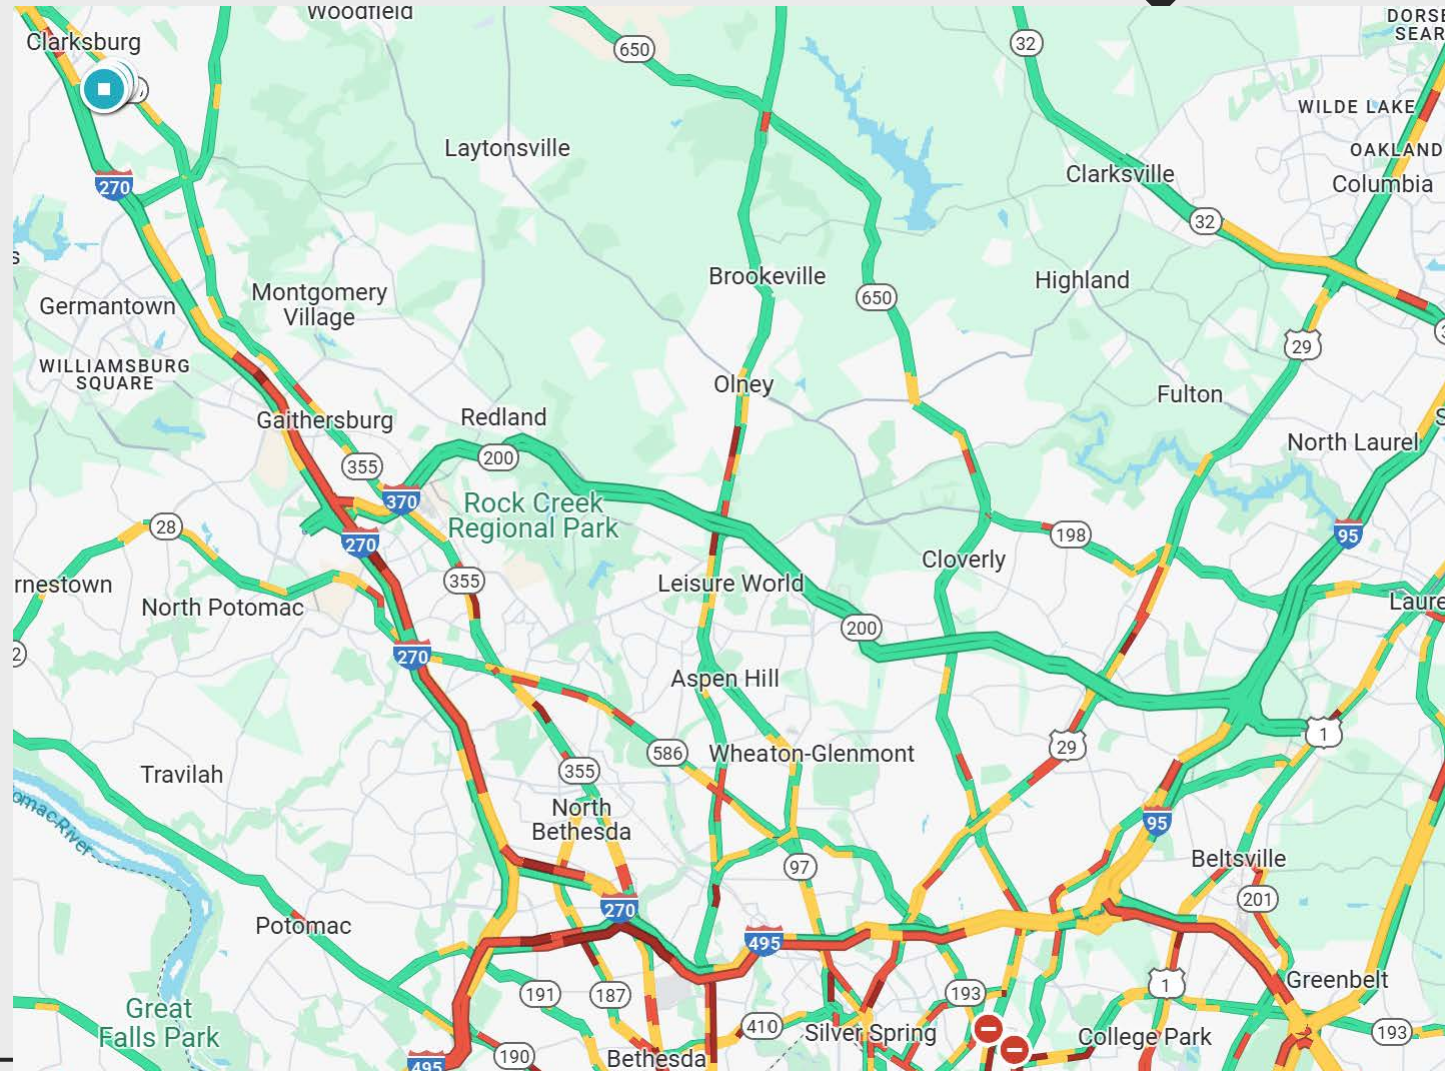 Woodfield
DORSE
SEAR
Clarksburg
650
32
WILDE LAKE
Laytonsville
OAKLAND
Clarksville
Columbia
270
32
s
Brookeville
Highland
Montgomery
Village
Germantown
650
29
WILLIAMSBURG
SQUARE
Olney
Fulton
Gaithersburg
Redland
S
North Laurel
200
355
370
Rock Creek
Regional Park
28
198
95
270
Cloverly
rnestown
355
Leisure World
North Potomac
Laure
200
2
270
Aspen Hill
1
29
586
Wheaton-Glenmont
Travilah
355
omac River
North
Bethesda
95
Beltsville
97
201
270
Potomac
495
Greenbelt
191
187
193
1
Great
Falls Park
410
Silver Spring
College Park
193
190
Bethesda
495